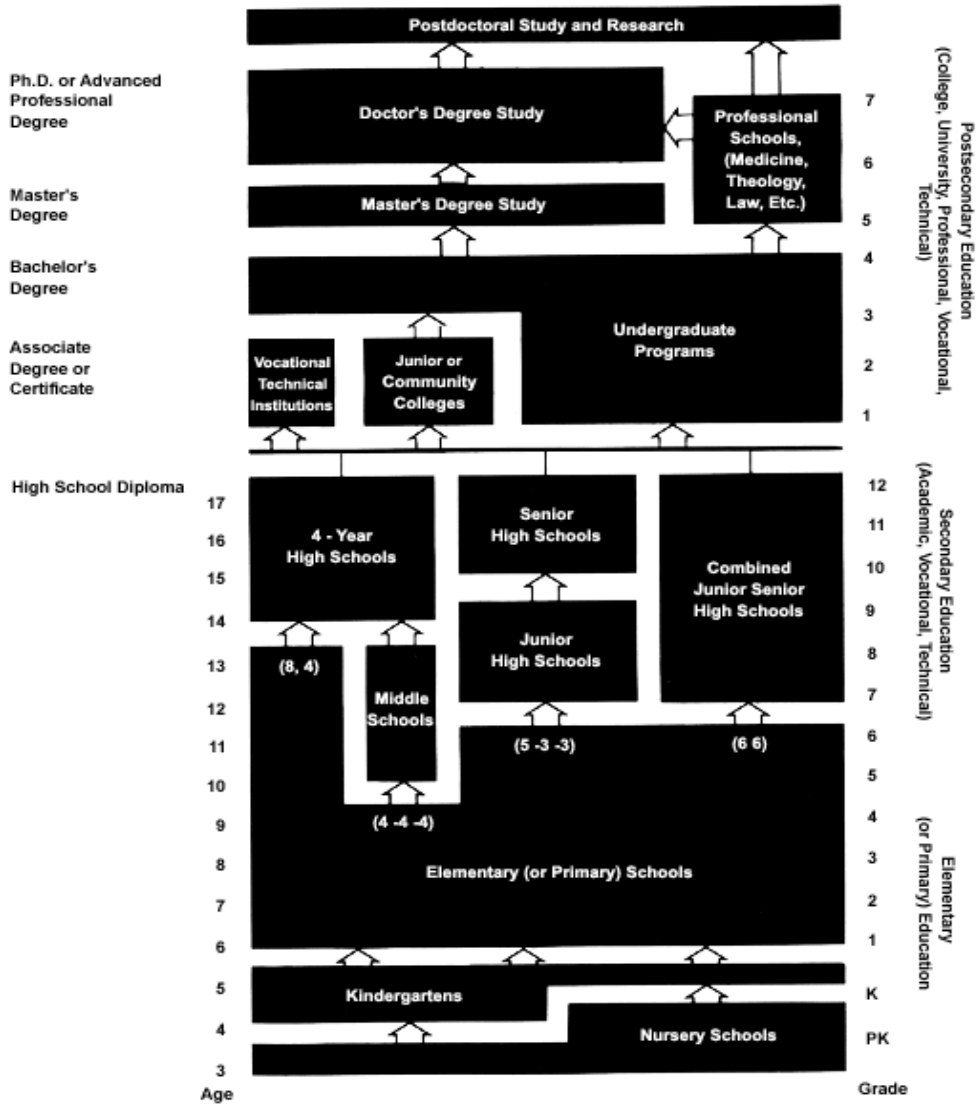 Postdoctoral Study and Research
Ph.D. or Advanced
Professional
Degree
Doctor's Degree Study
Professional
Schools,
(Medicine,
Theology,
Law, Etc.)
7
6
5
Master's
Degree
Master's Degree Study
Bachelor's
Degree
4
3
2
1
Undergraduate
Programs
Associate
Degree or
Certificate
Vocational
Technical
Institutions
Junior or
Community
Colleges
Postsecondary Education
(College, University, Professional, Vocational,
Technical)
High School Diploma
17
16
15
14
13
12
11
10
9
8
7
6
5
4
3
Age
4 - Year
High Schools
Senior
High Schools
Combined
Junior Senior
High Schools
Junior
High Schools
(8, 4)
Middle
Schools
(5 -3 -3)
(6 6)
(4 -4 -4)
Elementary (or Primary) Schools
Kindergartens
Nursery Schools
12
11
10
9
8
7
6
5
4
3
2
1
K
PK
Grade
Secondary Education
(Academic, Vocational, Technical)
Elementary
(or Primary) Education